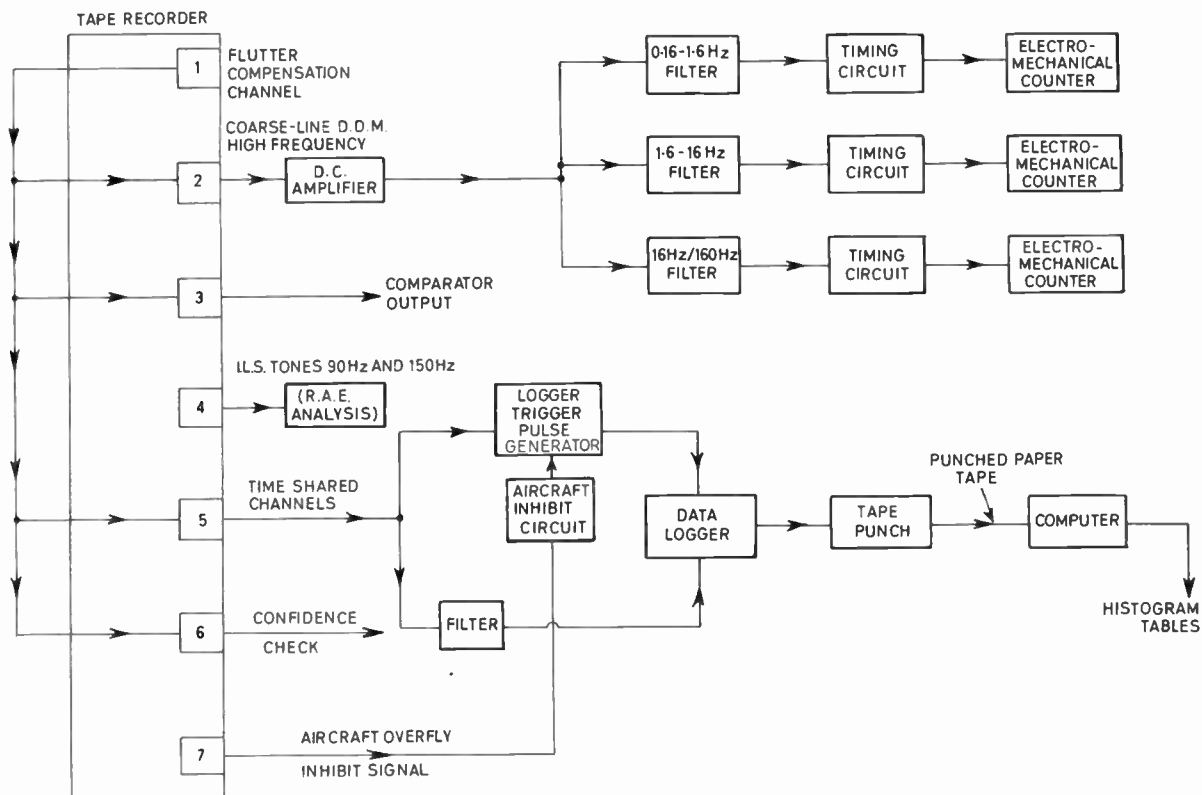 TAPE RECORDER
1
FLUTTER
COMPENSATION
CHANNEL
0·16-1·6Hz
FILTER
TIMING
CIRCUIT
ELECTRO-
MECHANICAL
COUNTER
COARSE-LINE D.D.M.
HIGH FREQUENCY
2
D.C.
AMPLIFIER
1·6-16Hz
FILTER
TIMING
CIRCUIT
ELECTRO-
MECHANICAL
COUNTER
16Hz/160Hz
FILTER
TIMING
CIRCUIT
ELECTRO-
MECHANICAL
COUNTER
3
COMPARATOR
OUTPUT
I.L.S. TONES 90Hz AND 150Hz
4
(R.A.E.
ANALYSIS)
LOGGER
TRIGGER
PULSE
GENERATOR
TIME SHARED
CHANNELS
5
AIRCRAFT
INHIBIT
CIRCUIT
DATA
LOGGER
TAPE
PUNCH
PUNCHED PAPER
TAPE
COMPUTER
HISTOGRAM
TABLES
6
CONFIDENCE
CHECK
FILTER
7
AIRCRAFT OVERFLY
INHIBIT SIGNAL